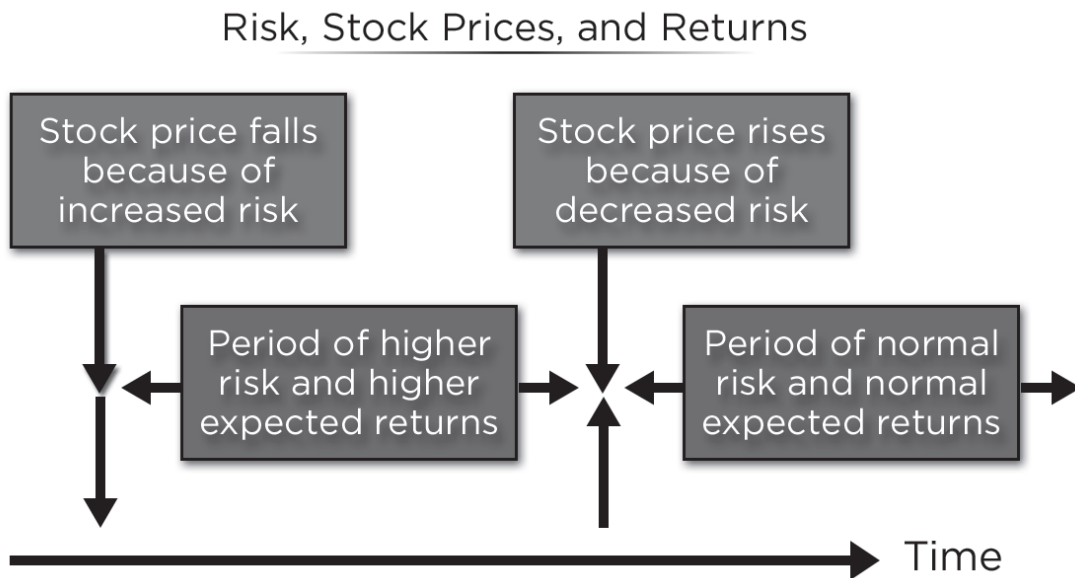 Risk, Stock Prices, and Returns
Stock price falls
because of
increased risk
Stock price rises
because of
decreased risk
Period of higher
risk and higher
expected returns
Period of normal
risk and normal
expected returns
Time